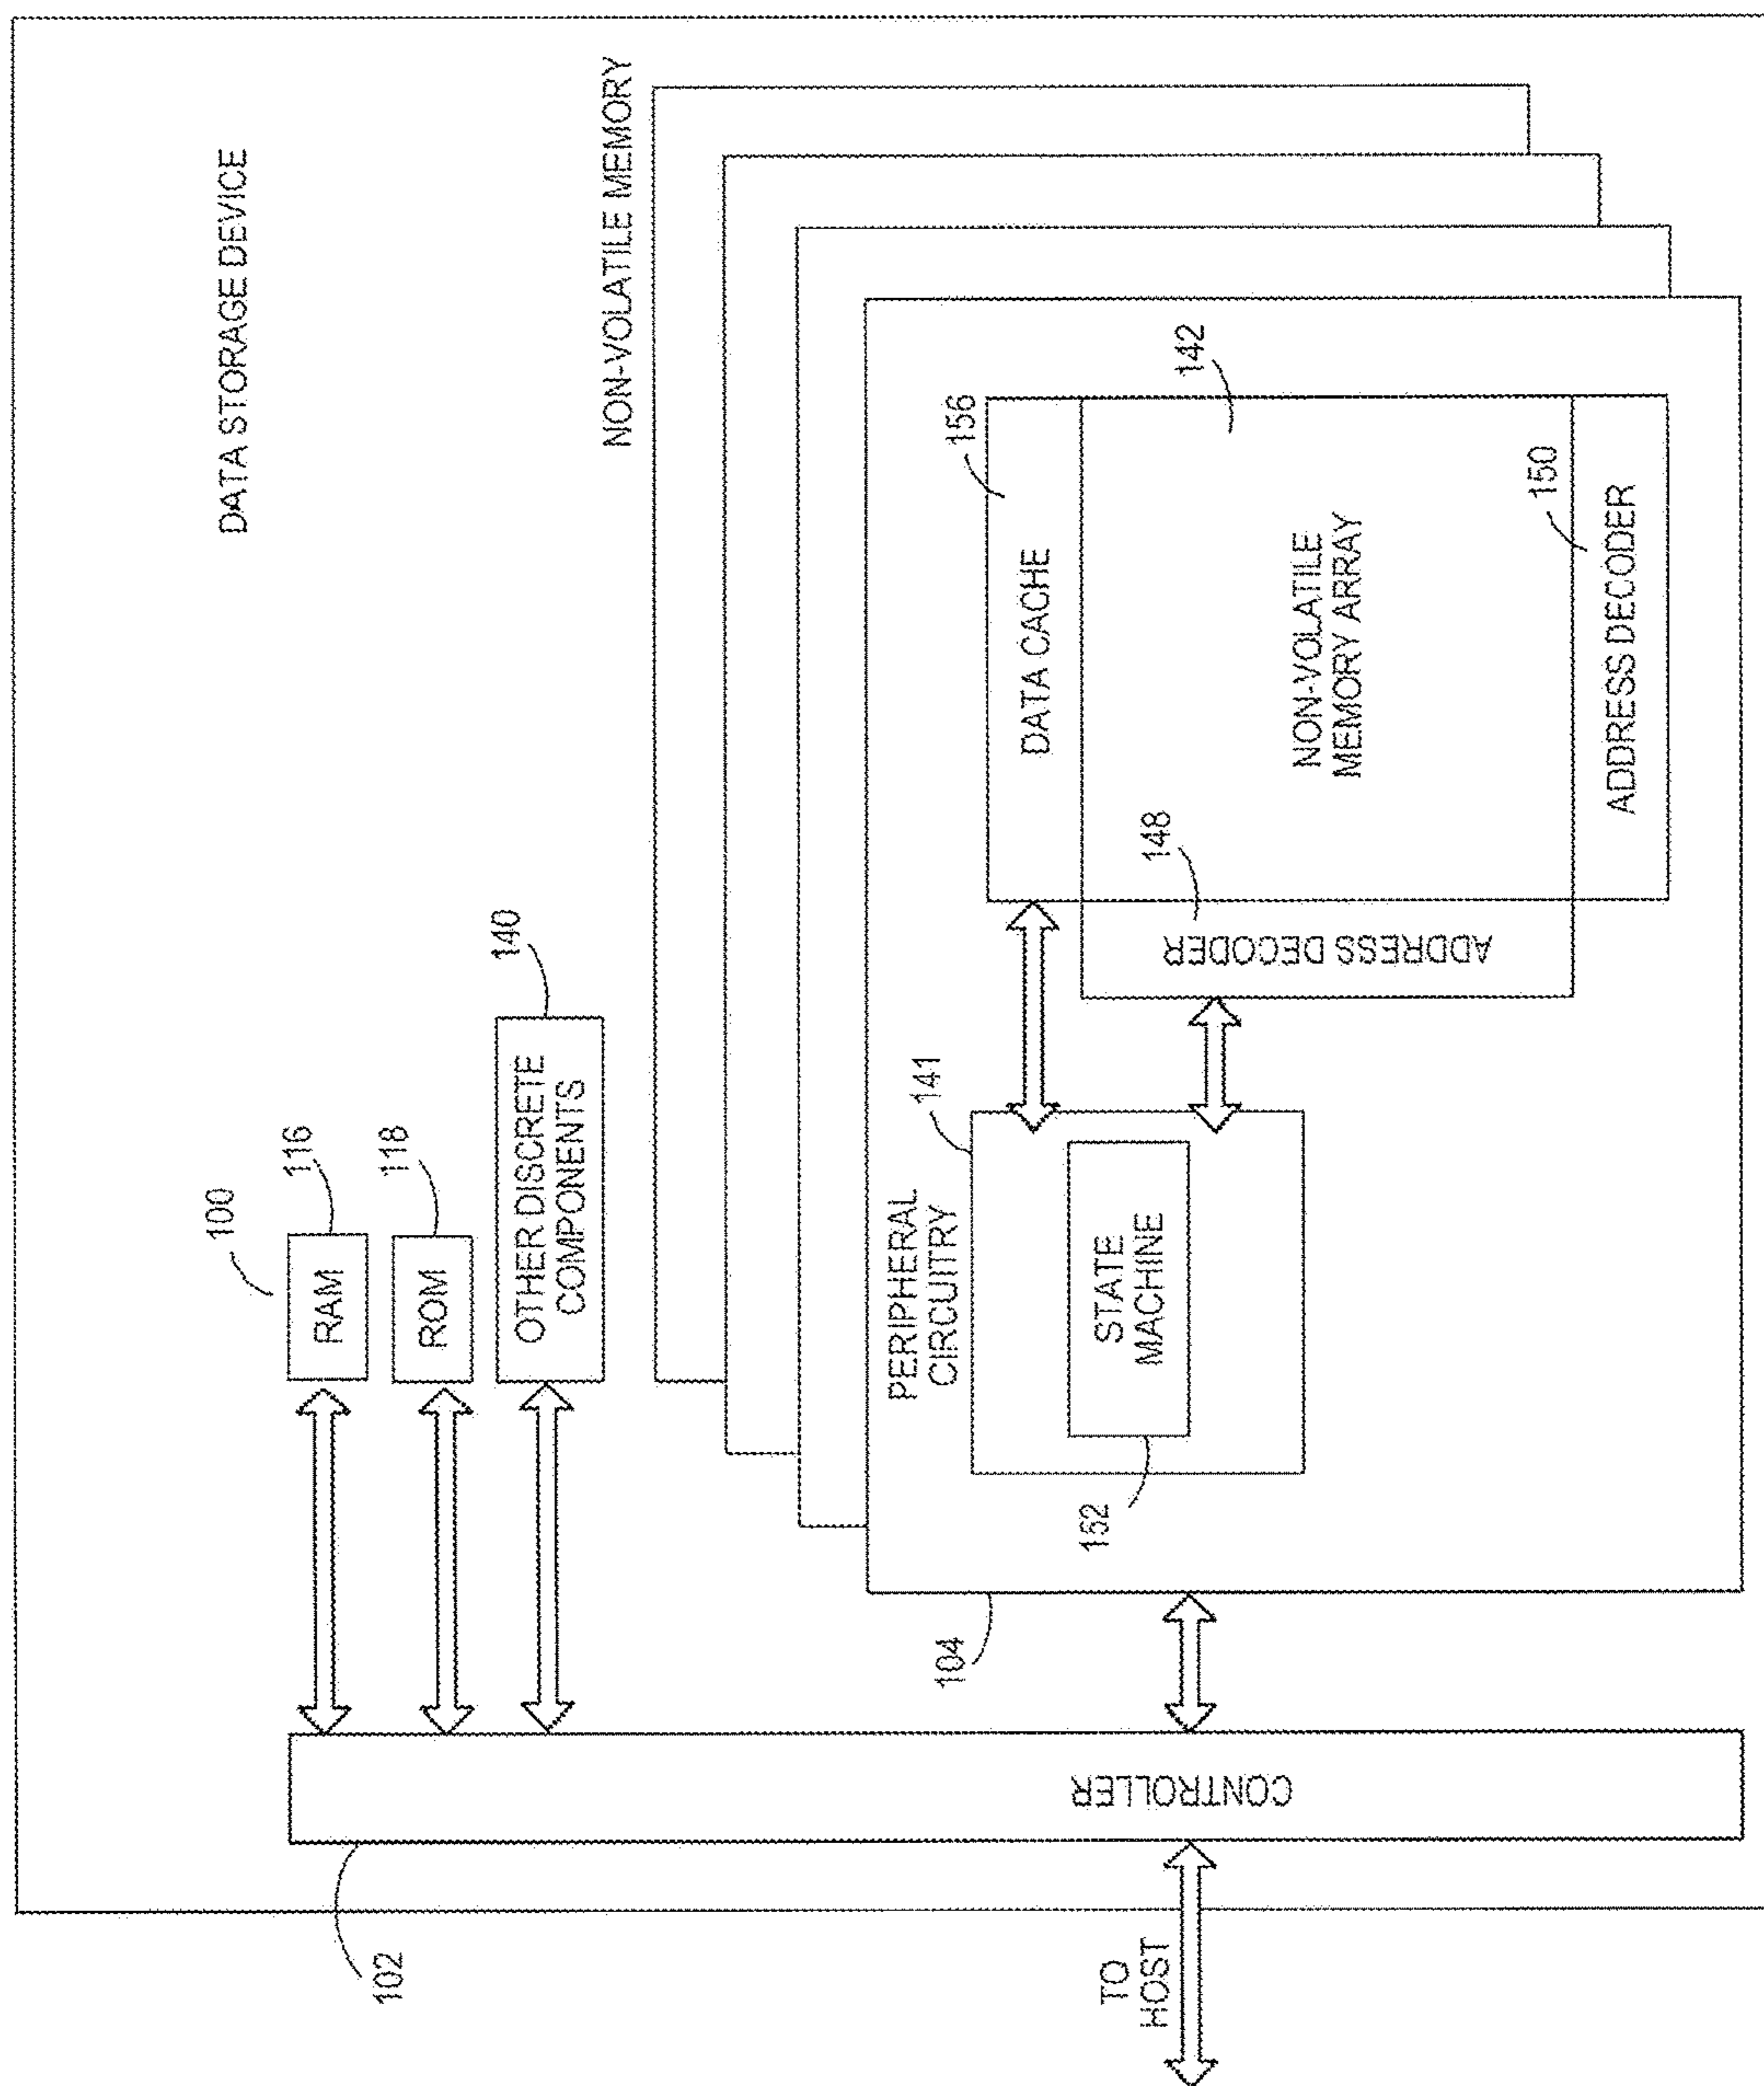 DATA STORAGE DEVICE
100
RAM
116
ROM
118
OTHER DISCRETE
COMPONENTS
140
NON-VOLATILE MEMORY
102
CONTROLLER
TO
HOST
104
PERIPHERAL
CIRCUITRY
141
STATE
MACHINE
152
DATA CACHE
156
ADDRESS DECODER
148
NON-VOLATILE
MEMORY ARRAY
142
ADDRESS DECODER
150